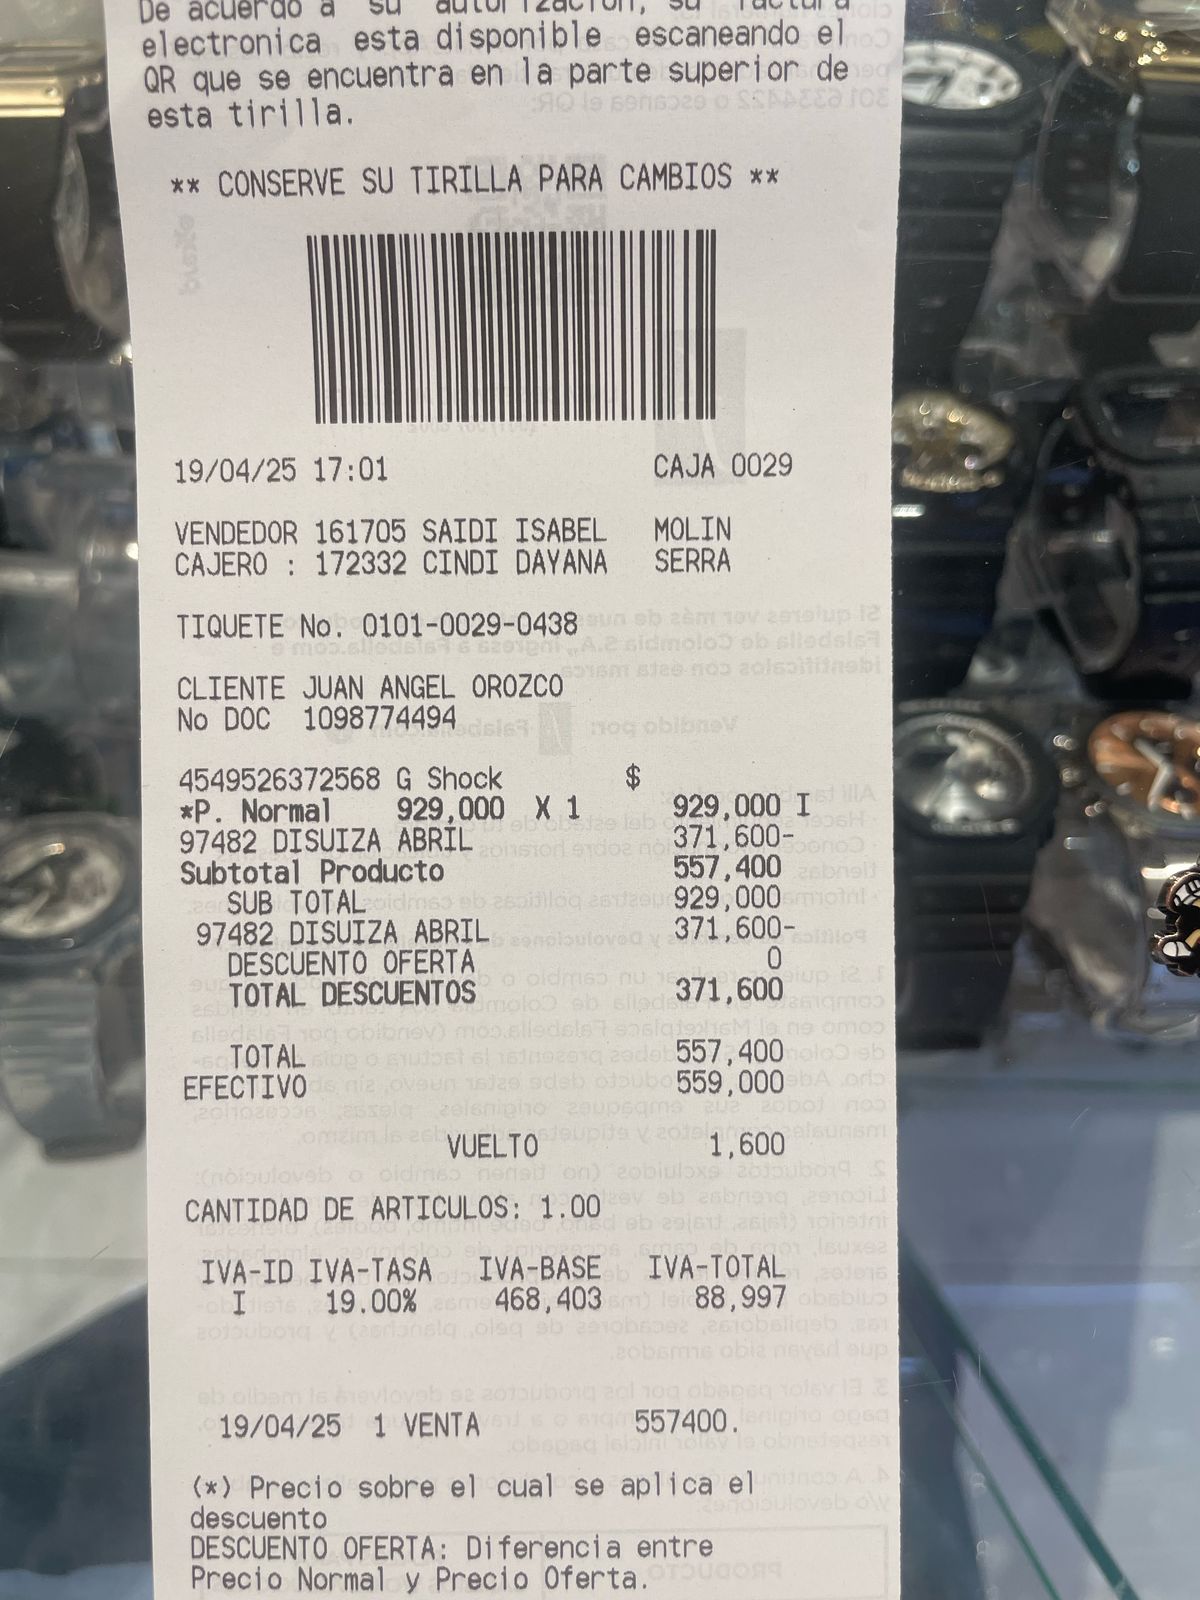 De acuerdo a su autorización, su factura
electronica esta disponible escaneando el
QR que se encuentra en la parte superior de
esta tirilla.
** CONSERVE SU TIRILLA PARA CAMBIOS **
19/04/25 17:01 CAJA 0029
VENDEDOR 161705 SAIDI ISABEL MOLIN
CAJERO : 172332 CINDI DAYANA SERRA
TIQUETE No. 0101-0029-0438
CLIENTE JUAN ANGEL OROZCO
No DOC 1098774494
4549526372568 G Shock $
*P. Normal 929,000 X 1 929,000 I
97482 DISUIZA ABRIL 371,600-
Subtotal Producto 557,400
SUB TOTAL 929,000
97482 DISUIZA ABRIL 371,600-
DESCUENTO OFERTA 0
TOTAL DESCUENTOS 371,600
TOTAL 557,400
EFECTIVO 559,000
VUELTO 1,600
CANTIDAD DE ARTICULOS: 1.00
IVA-ID IVA-TASA IVA-BASE IVA-TOTAL
I 19.00% 468,403 88,997
19/04/25 1 VENTA 557400.
(*) Precio sobre el cual se aplica el
descuento
DESCUENTO OFERTA: Diferencia entre
Precio Normal y Precio Oferta.